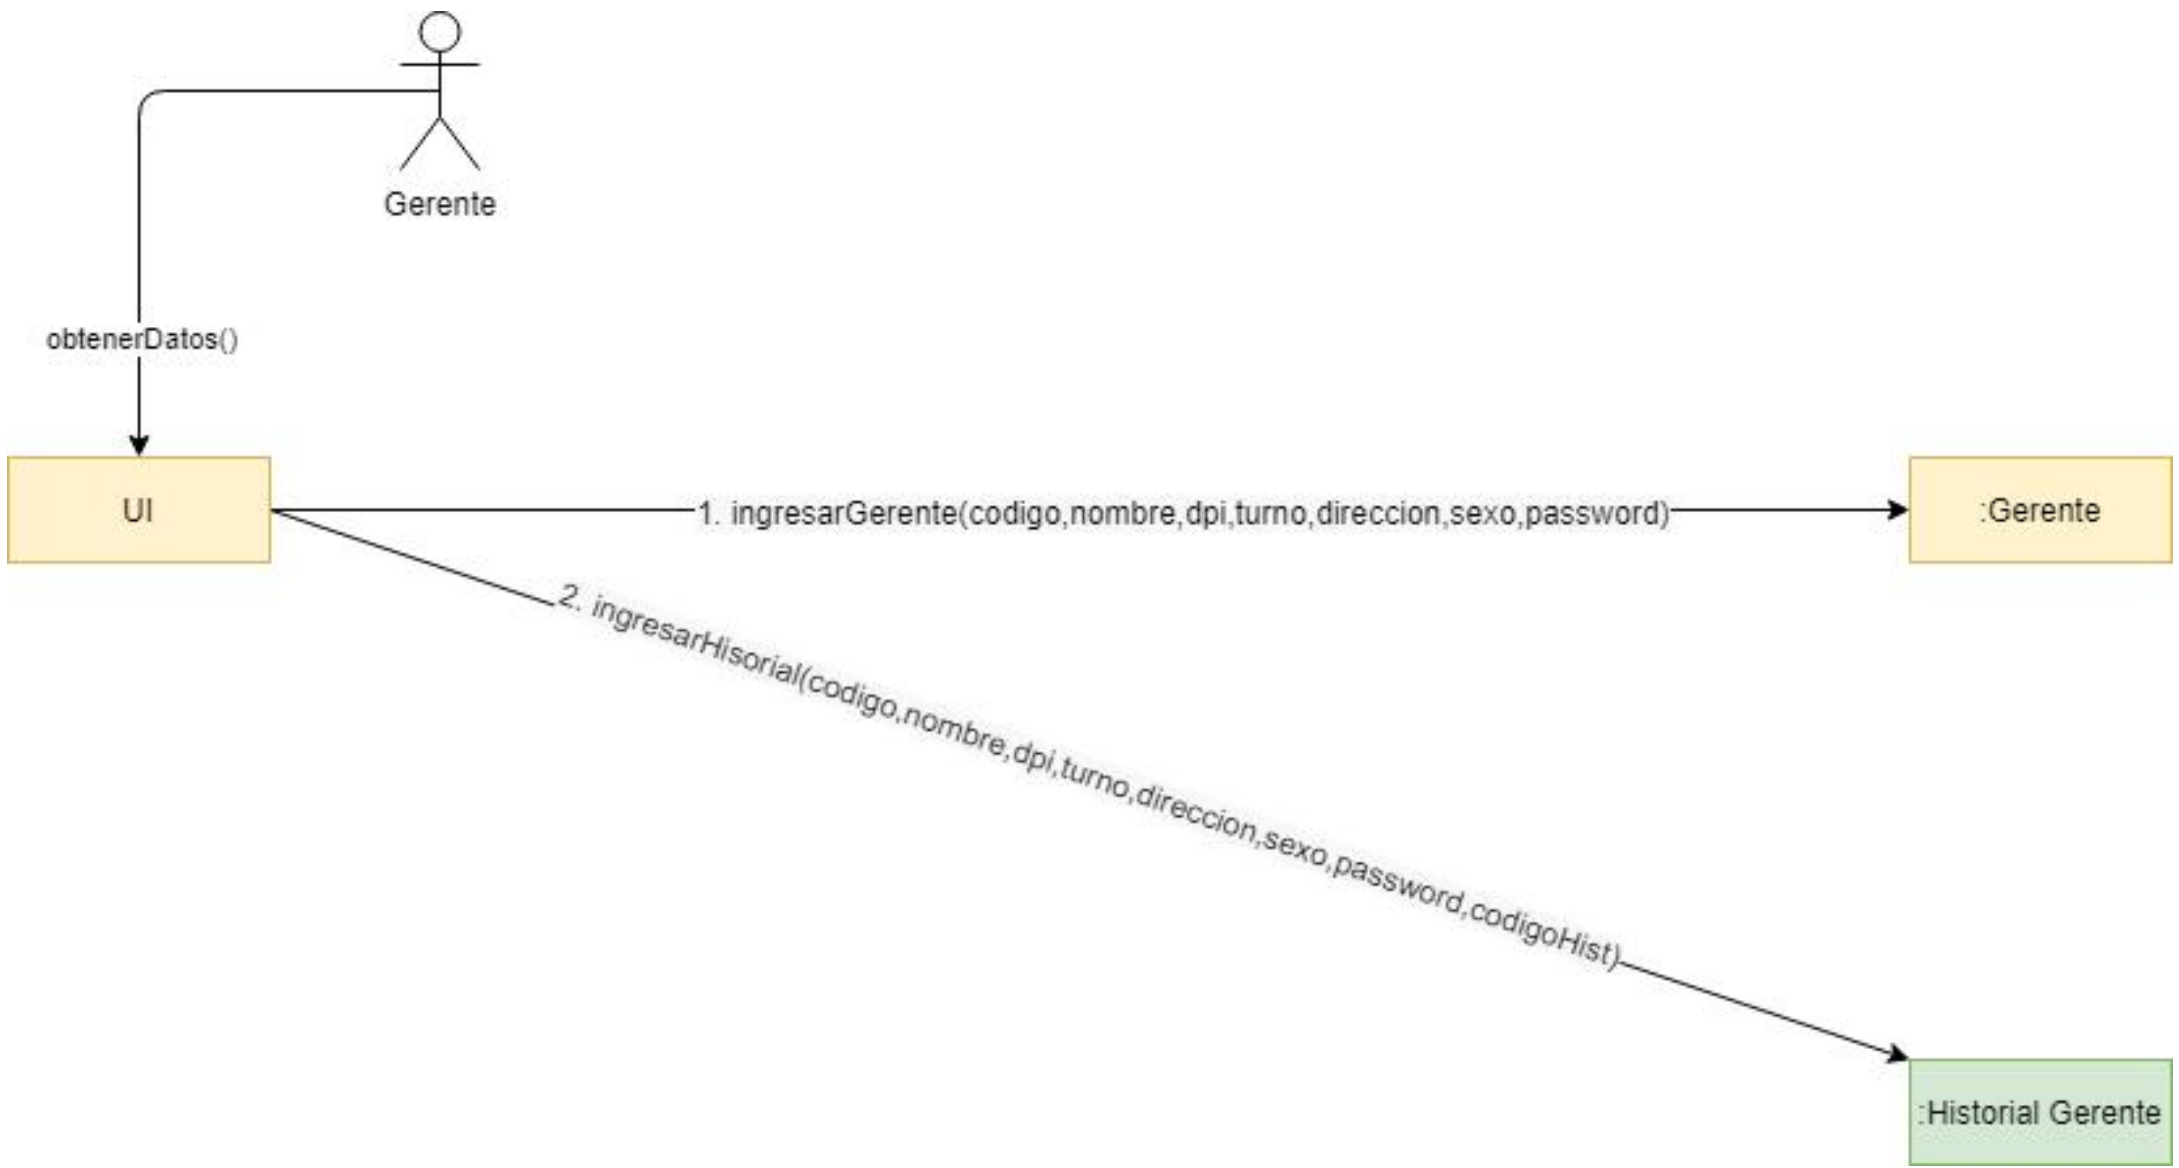 Gerente
obtenerDatos()
UI
1. ingresarGerente(codigo,nombre,dpi,turno,direccion,sexo,password)
:Gerente
2. ingresarHisorial(codigo,nombre,dpi,turno,direccion,sexo,password,codigoHist)
:Historial Gerente